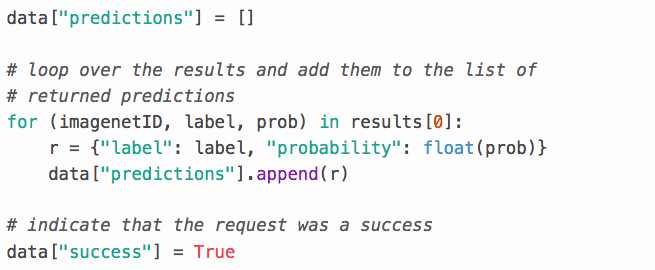 data["predictions"] = []

# loop over the results and add them to the list of
# returned predictions
for (imagenetID, label, prob) in results[0]:
    r = {"label": label, "probability": float(prob)}
    data["predictions"].append(r)

# indicate that the request was a success
data["success"] = True